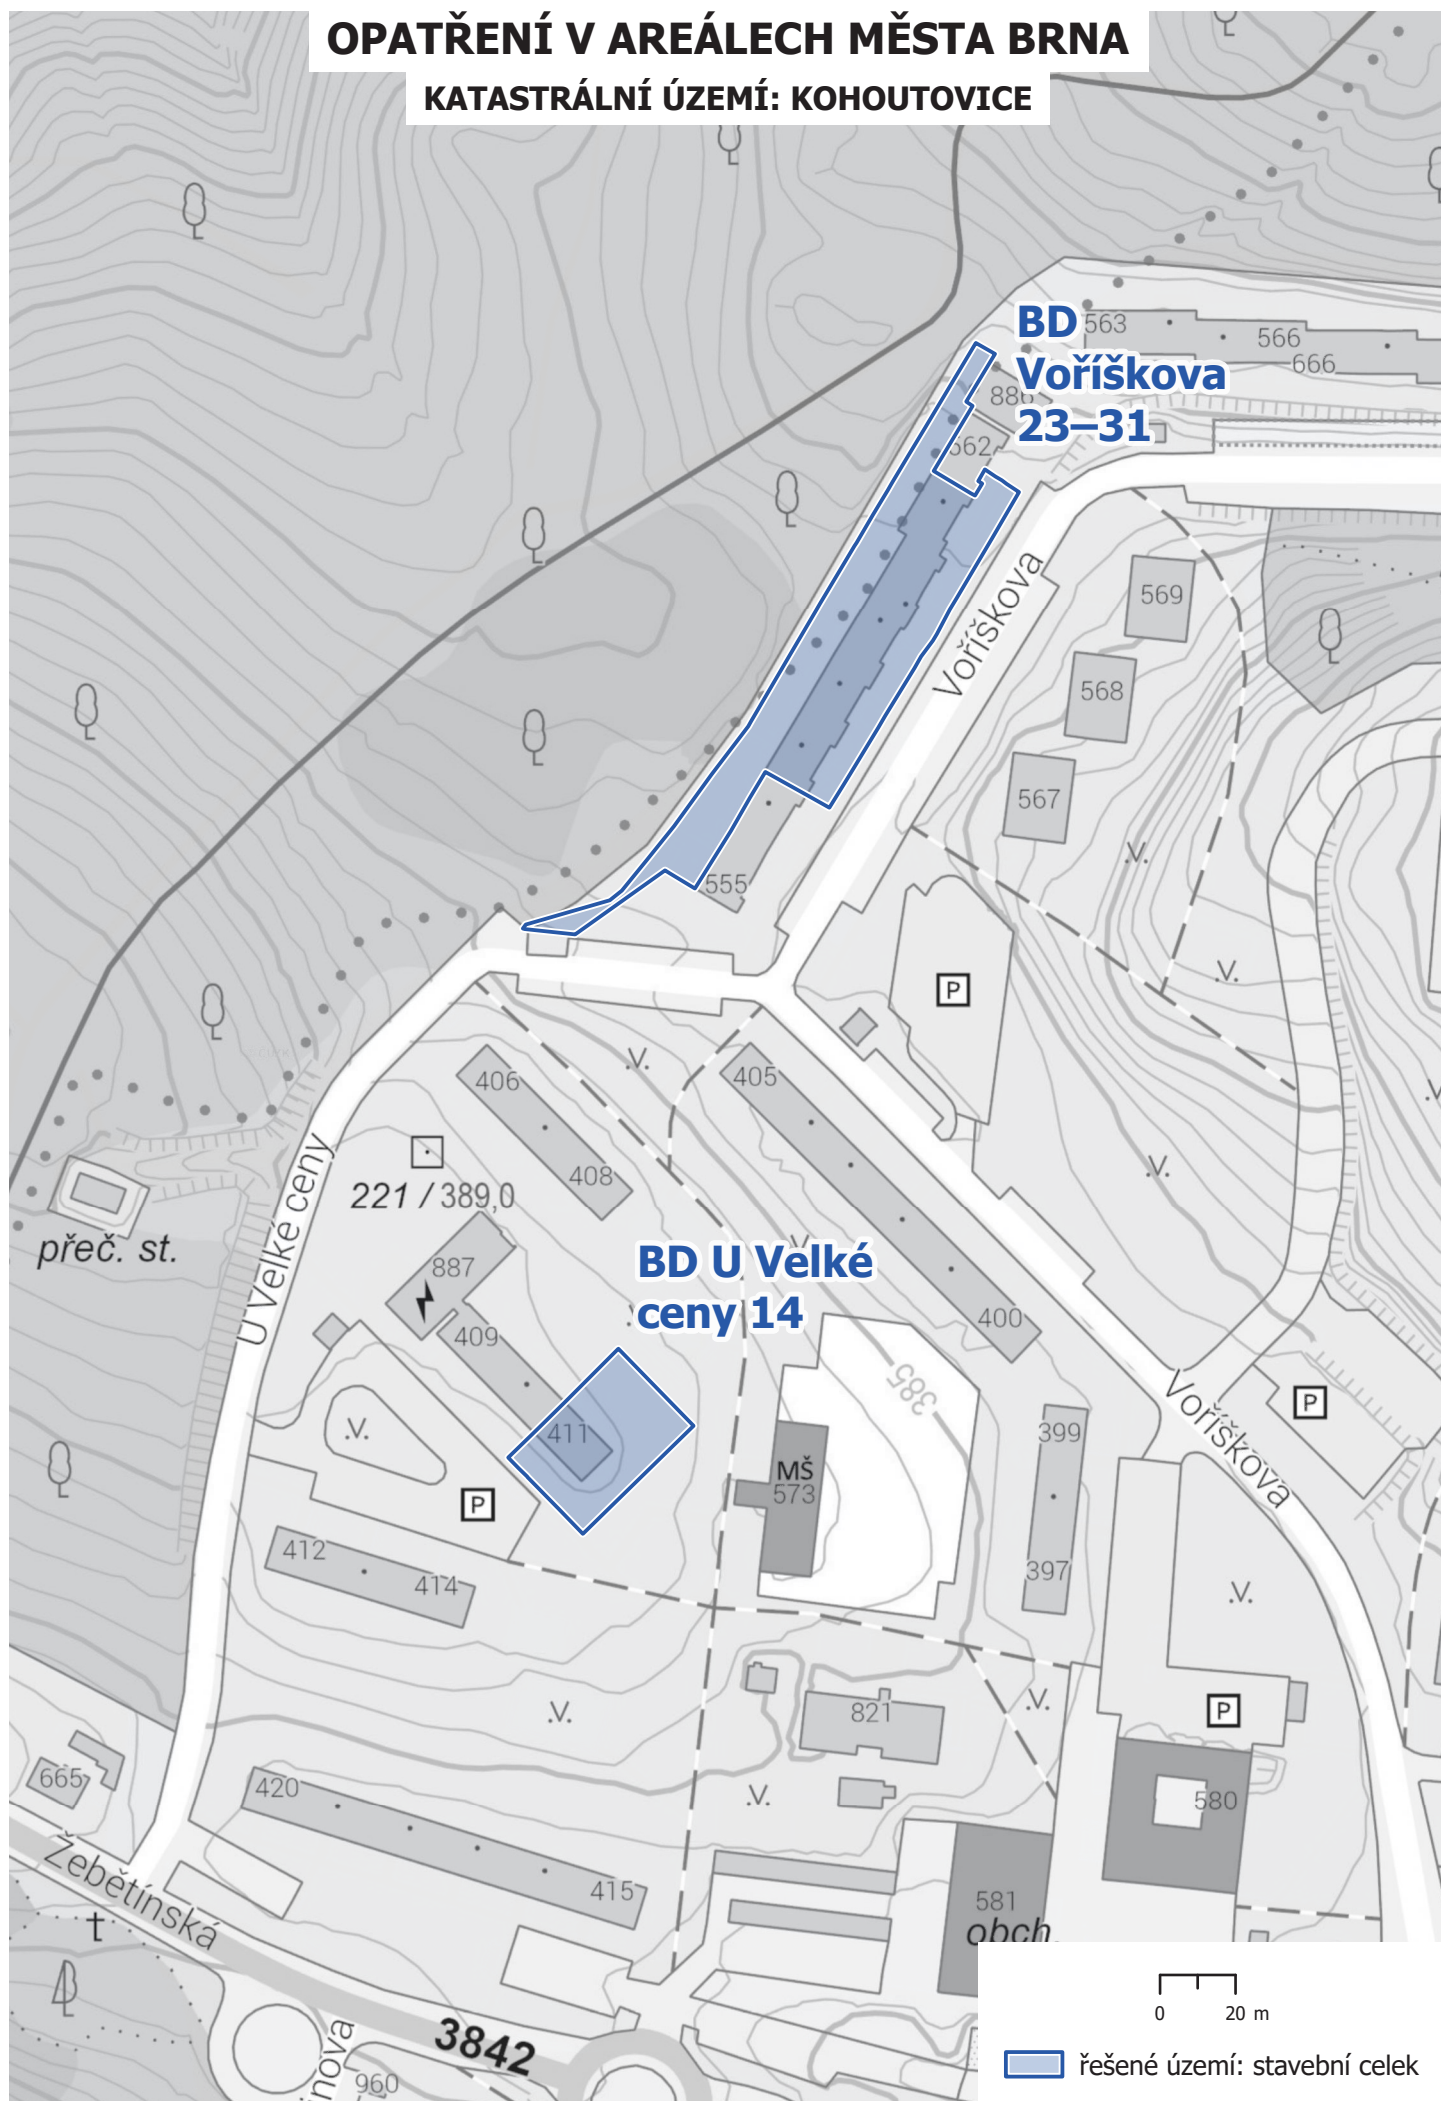 OPATŘENÍ V AREÁLECH MĚSTA BRNA
KATASTRÁLNÍ ÚZEMÍ: KOHOUTOVICE
BD
Voříškova
23–31
563
566
666
886
562
569
568
567
Voříškova
555
P
406
405
408
221 / 389,0
přeč. st.
U Velké ceny
887
409
BD U Velké
ceny 14
400
385
Voříškova
P
411
399
MŠ
573
P
412
414
397
821
P
665
420
580
415
581
obch.
Žebětínská
3842
960
0 20 m
řešené území: stavební celek